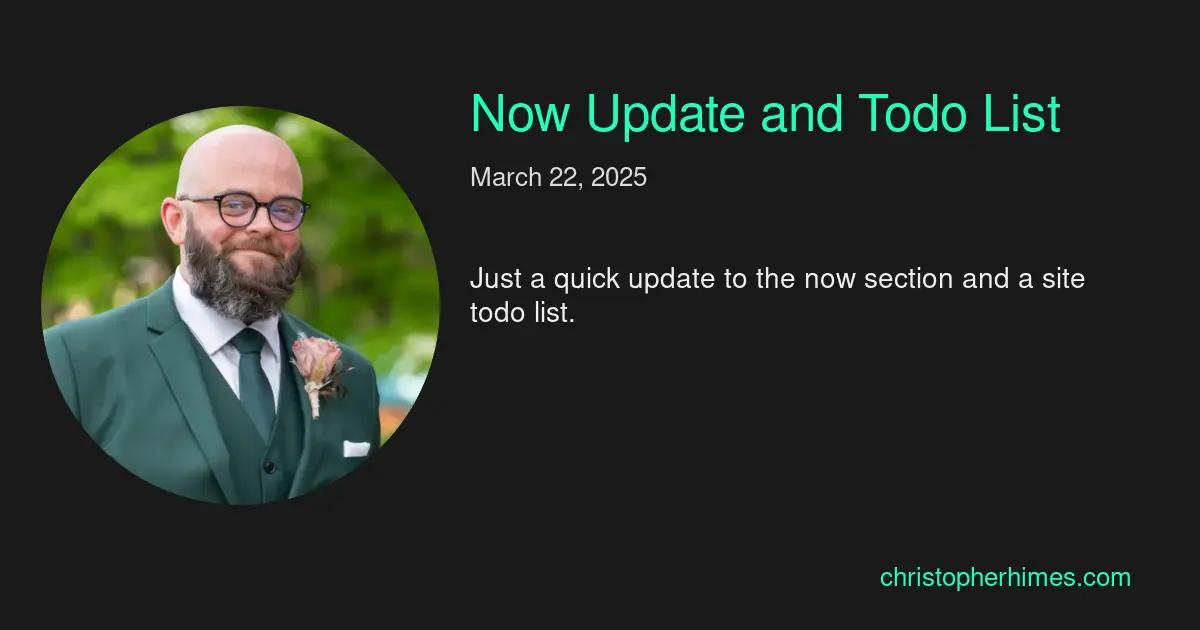 Now Update and Todo List
March 22, 2025
Just a quick update to the now section and a site
todo list.
christopherhimes.com